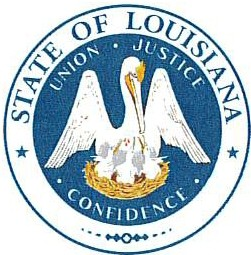 STATE OF LOUISIANA
UNION · JUSTICE
· CONFIDENCE ·